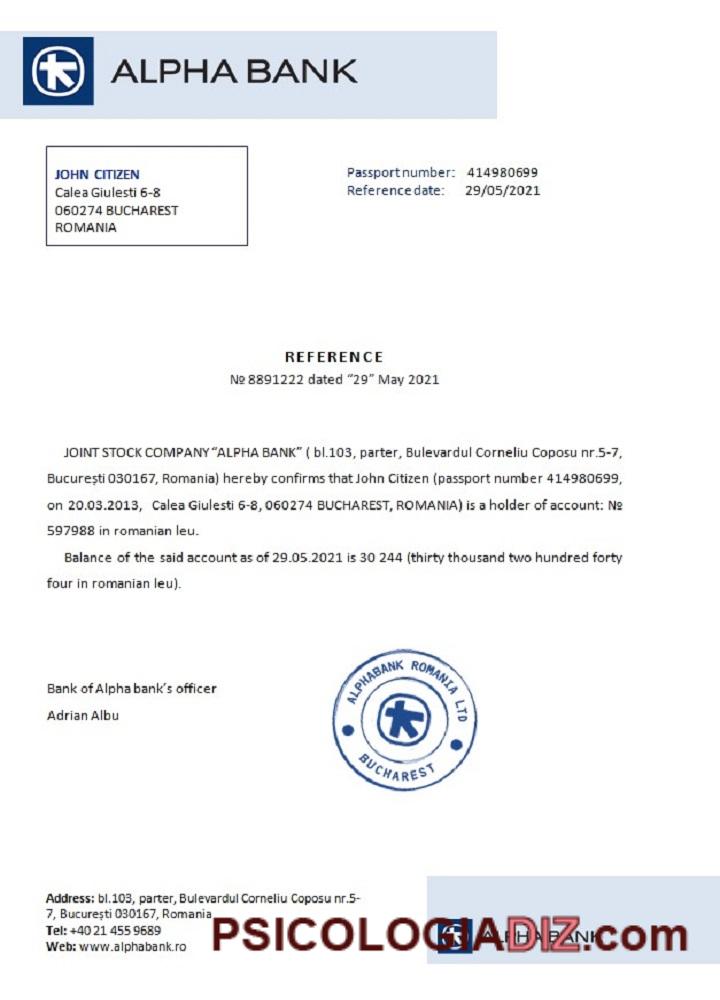 ALPHA BANK
JOHN CITIZEN
Calea Giulesti 6-8
060274 BUCHAREST
ROMANIA
Passport number: 414980699
Reference date: 29/05/2021
REFERENCE
№ 8891222 dated “29” May 2021
JOINT STOCK COMPANY “ALPHA BANK” ( bl.103, parter, Bulevardul Corneliu Coposu nr.5-7,
București 030167, Romania) hereby confirms that John Citizen (passport number 414980699,
on 20.03.2013, Calea Giulesti 6-8, 060274 BUCHAREST, ROMANIA) is a holder of account: №
597988 in romanian leu.
Balance of the said account as of 29.05.2021 is 30 244 (thirty thousand two hundred forty
four in romanian leu).
Bank of Alpha bank’s officer
Adrian Albu
ALPHABANK ROMANIA LTD
BUCHAREST
Address: bl.103, parter, Bulevardul Corneliu Coposu nr.5-
7, București 030167, Romania
Tel: +40 21 455 9689
Web: www.alphabank.ro
ALPHA BANK
PSICOLOGIADIZ.com